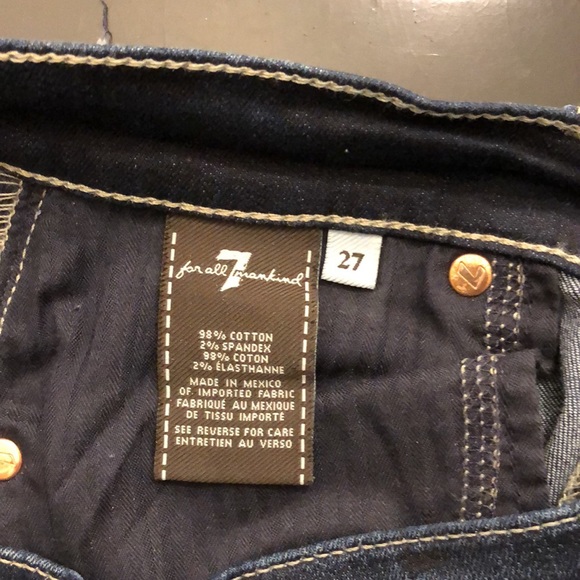 7
for all mankind
27
98% COTTON
2% SPANDEX
98% COTON
2% ÉLASTHANNE
MADE IN MEXICO
OF IMPORTED FABRIC
FABRIQUÉ AU MEXIQUE
DE TISSU IMPORTÉ
SEE REVERSE FOR CARE
ENTRETIEN AU VERSO